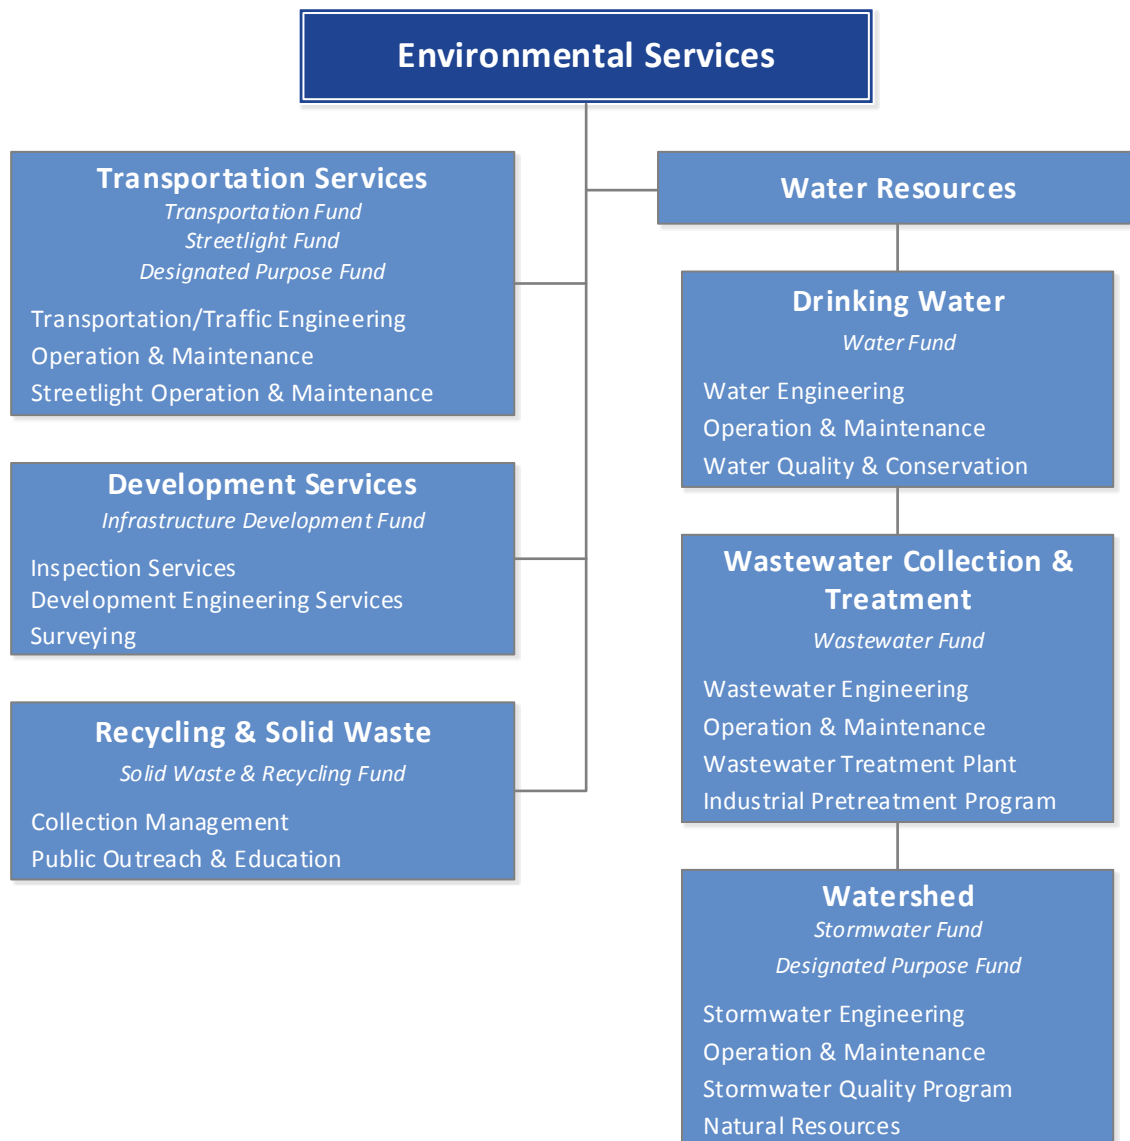 Environmental Services
Transportation Services
Transportation Fund
Streetlight Fund
Designated Purpose Fund
Transportation/Traffic Engineering
Operation & Maintenance
Streetlight Operation & Maintenance
Development Services
Infrastructure Development Fund
Inspection Services
Development Engineering Services
Surveying
Recycling & Solid Waste
Solid Waste & Recycling Fund
Collection Management
Public Outreach & Education
Water Resources
Drinking Water
Water Fund
Water Engineering
Operation & Maintenance
Water Quality & Conservation
Wastewater Collection &
Treatment
Wastewater Fund
Wastewater Engineering
Operation & Maintenance
Wastewater Treatment Plant
Industrial Pretreatment Program
Watershed
Stormwater Fund
Designated Purpose Fund
Stormwater Engineering
Operation & Maintenance
Stormwater Quality Program
Natural Resources